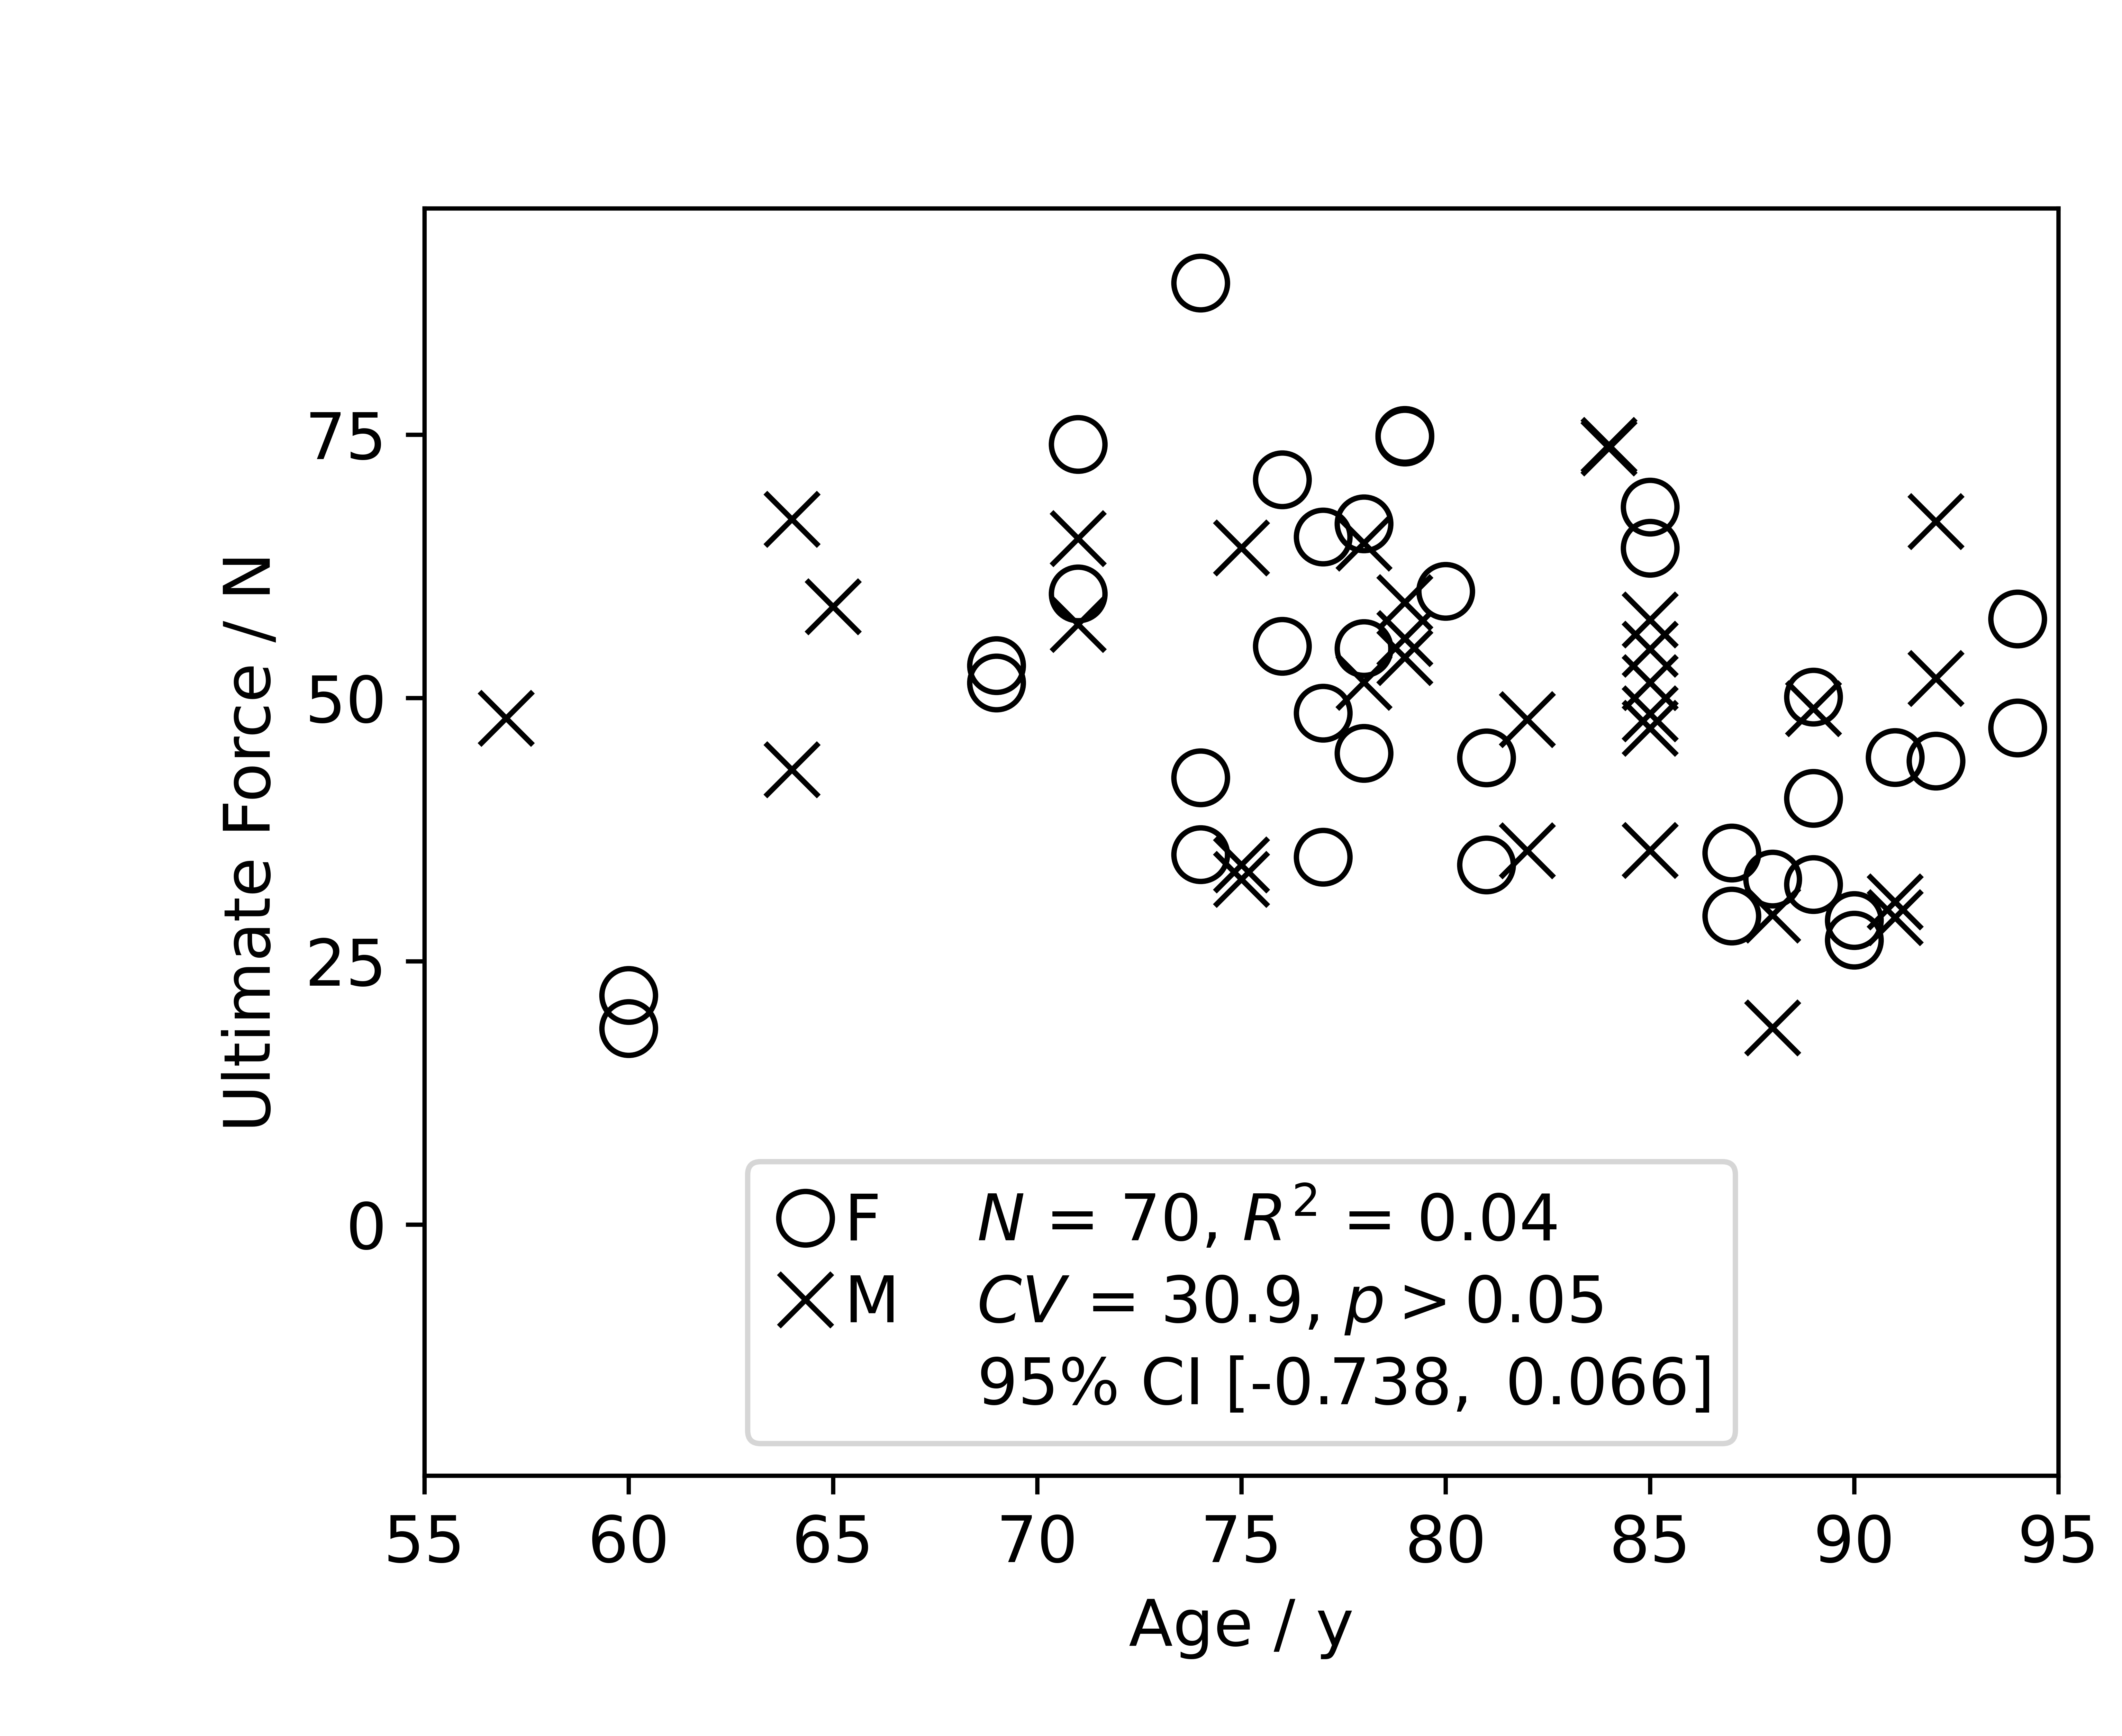 Ultimate Force / N
75
50
25
0
F N = 70, R² = 0.04
M CV = 30.9, p > 0.05
95% CI [-0.738, 0.066]
55 60 65 70 75 80 85 90 95
Age / y